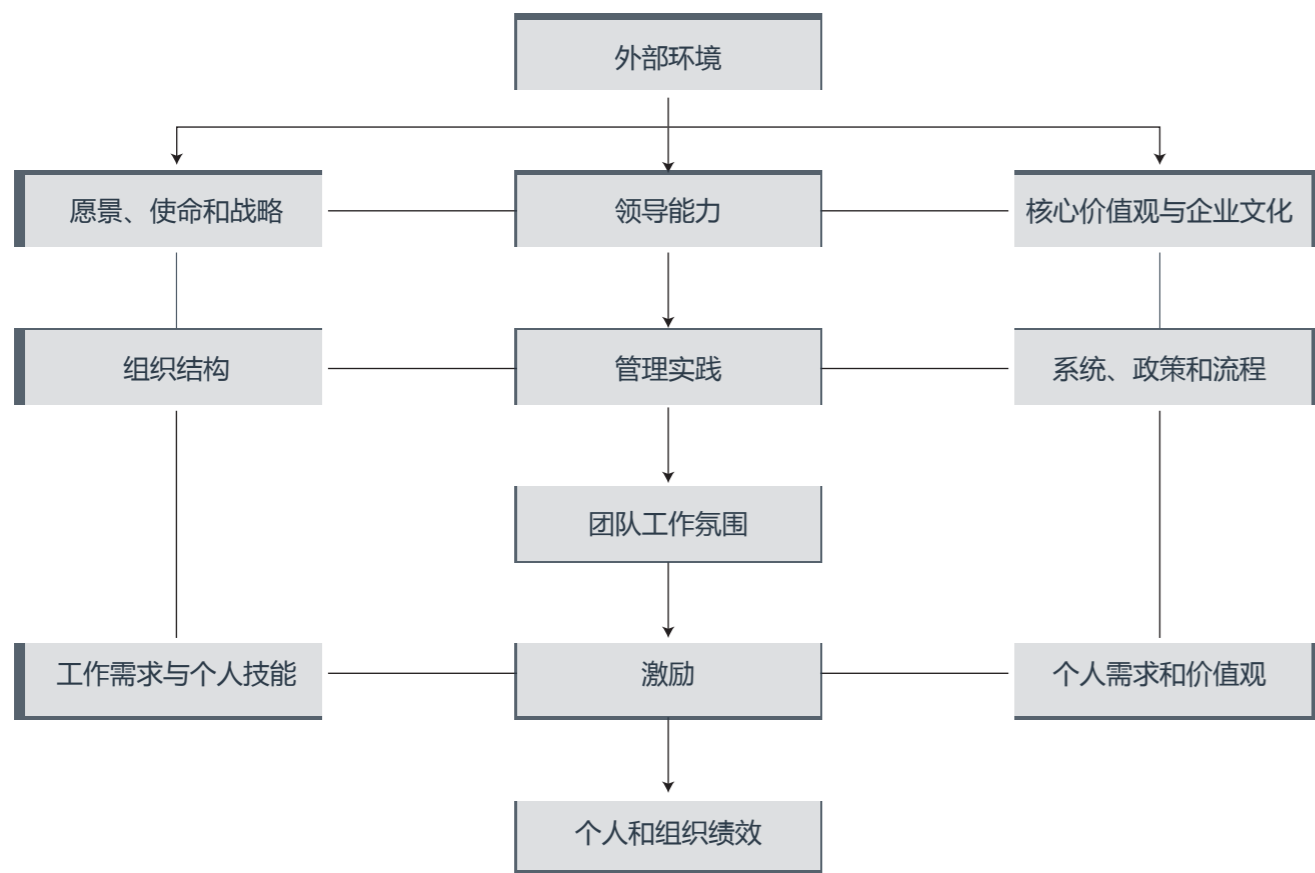 外部环境
愿景、使命和战略
领导能力
核心价值观与企业文化
组织结构
管理实践
系统、政策和流程
团队工作氛围
工作需求与个人技能
激励
个人需求和价值观
个人和组织绩效